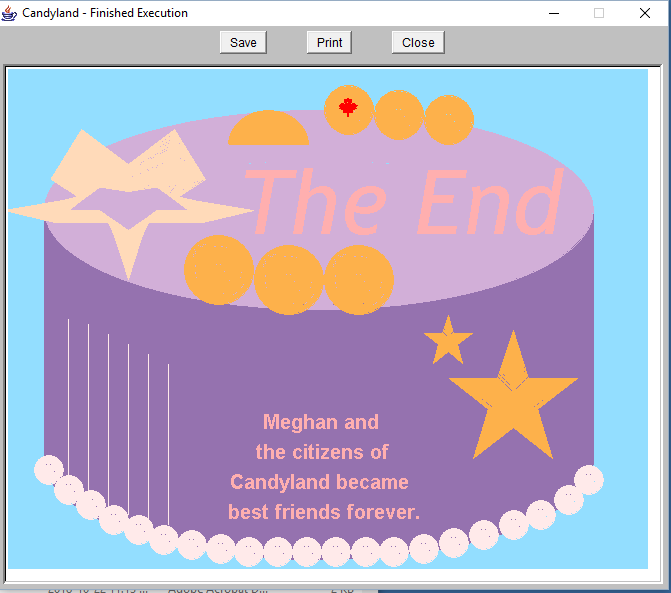 Candyland - Finished Execution
Save Print Close
The End
Meghan and
the citizens of
Candyland became
best friends forever.